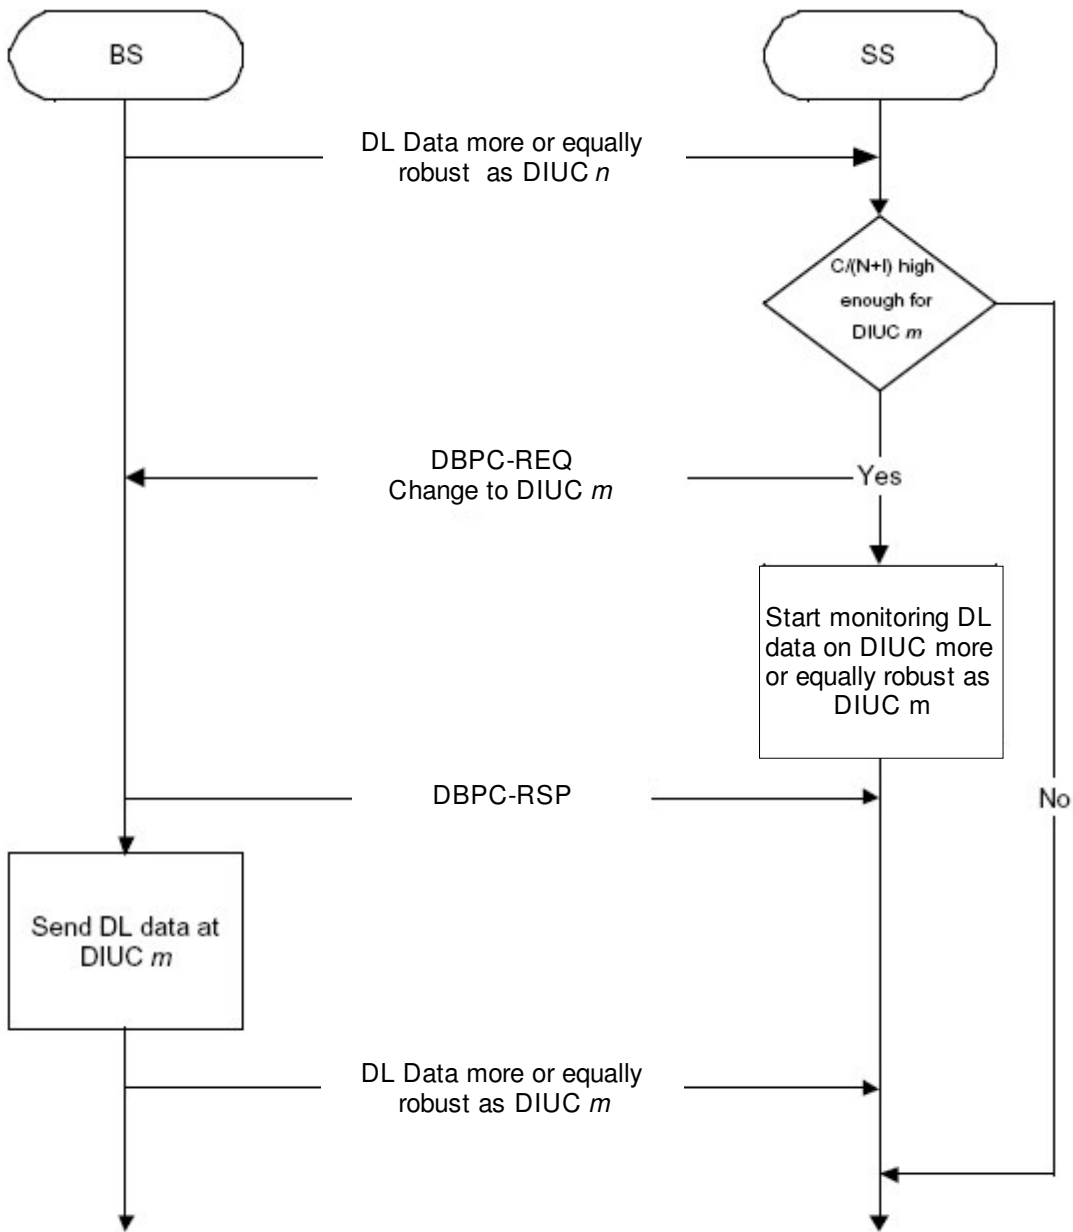 BS
SS
DL Data more or equally
robust as DIUC n
C/(N+I) high
enough for
DIUC m
DBPC-REQ
Change to DIUC m
Yes
Start monitoring DL
data on DIUC more
or equally robust as
DIUC m
DBPC-RSP
No
Send DL data at
DIUC m
DL Data more or equally
robust as DIUC m